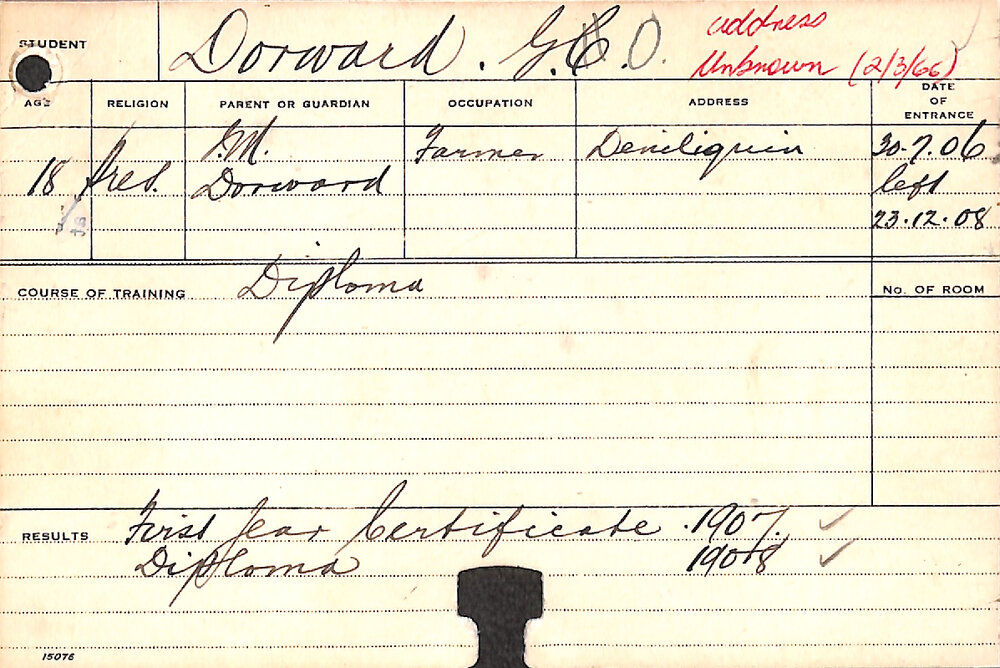 STUDENT Dorward. G.C.O. address
Unknown (2/3/66)
AGE RELIGION PARENT OR GUARDIAN OCCUPATION ADDRESS DATE OF ENTRANCE
18 Pres. J.M. Dorward Farmer Deniliquin 30.7.06
left
23.12.08
COURSE OF TRAINING Diploma No. OF ROOM
RESULTS First Year Certificate .1907.
Diploma 1908
15076